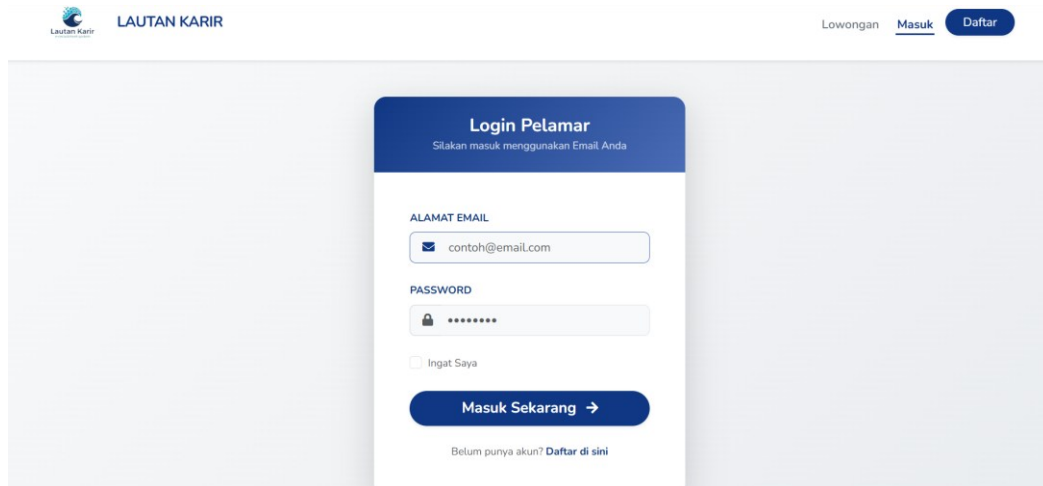 Lautan Karir
LAUTAN KARIR
Lowongan
Masuk
Daftar
Login Pelamar
Silakan masuk menggunakan Email Anda
ALAMAT EMAIL
contoh@email.com
PASSWORD
••••••••
Ingat Saya
Masuk Sekarang →
Belum punya akun? Daftar di sini